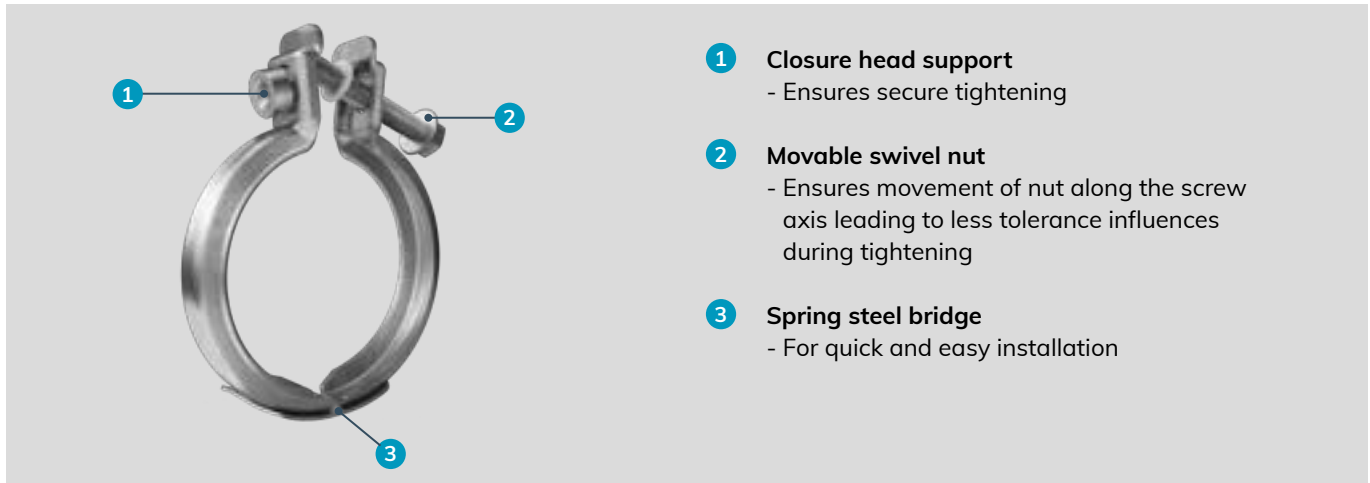 1
2
3
1 Closure head support
- Ensures secure tightening
2 Movable swivel nut
- Ensures movement of nut along the screw
axis leading to less tolerance influences
during tightening
3 Spring steel bridge
- For quick and easy installation